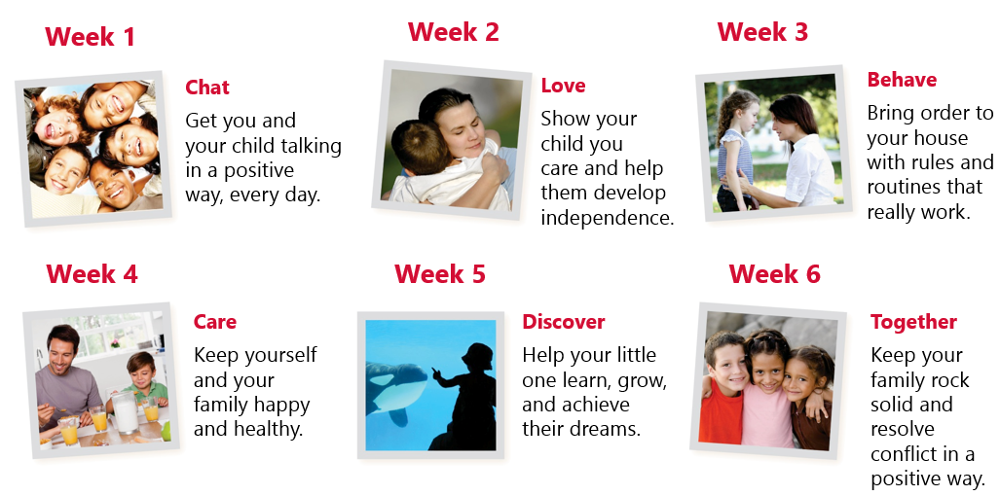 Week 1
Chat
Get you and
your child talking
in a positive
way, every day.
Week 2
Love
Show your
child you
care and help
them develop
independence.
Week 3
Behave
Bring order to
your house
with rules and
routines that
really work.
Week 4
Care
Keep yourself
and your
family happy
and healthy.
Week 5
Discover
Help your little
one learn, grow,
and achieve
their dreams.
Week 6
Together
Keep your
family rock
solid and
resolve
conflict in a
positive way.